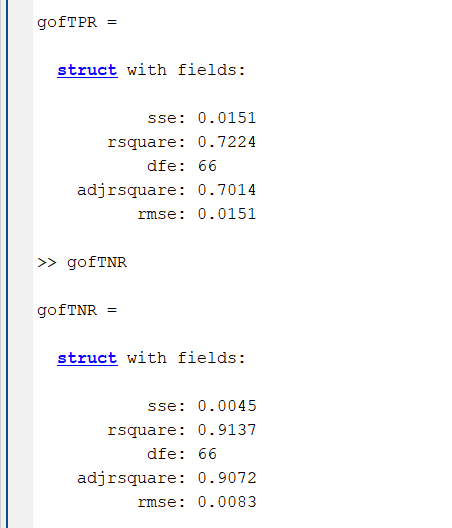 gofTPR =
struct with fields:
sse: 0.0151
rsquare: 0.7224
dfe: 66
adjrsquare: 0.7014
rmse: 0.0151
>> gofTNR
gofTNR =
struct with fields:
sse: 0.0045
rsquare: 0.9137
dfe: 66
adjrsquare: 0.9072
rmse: 0.0083